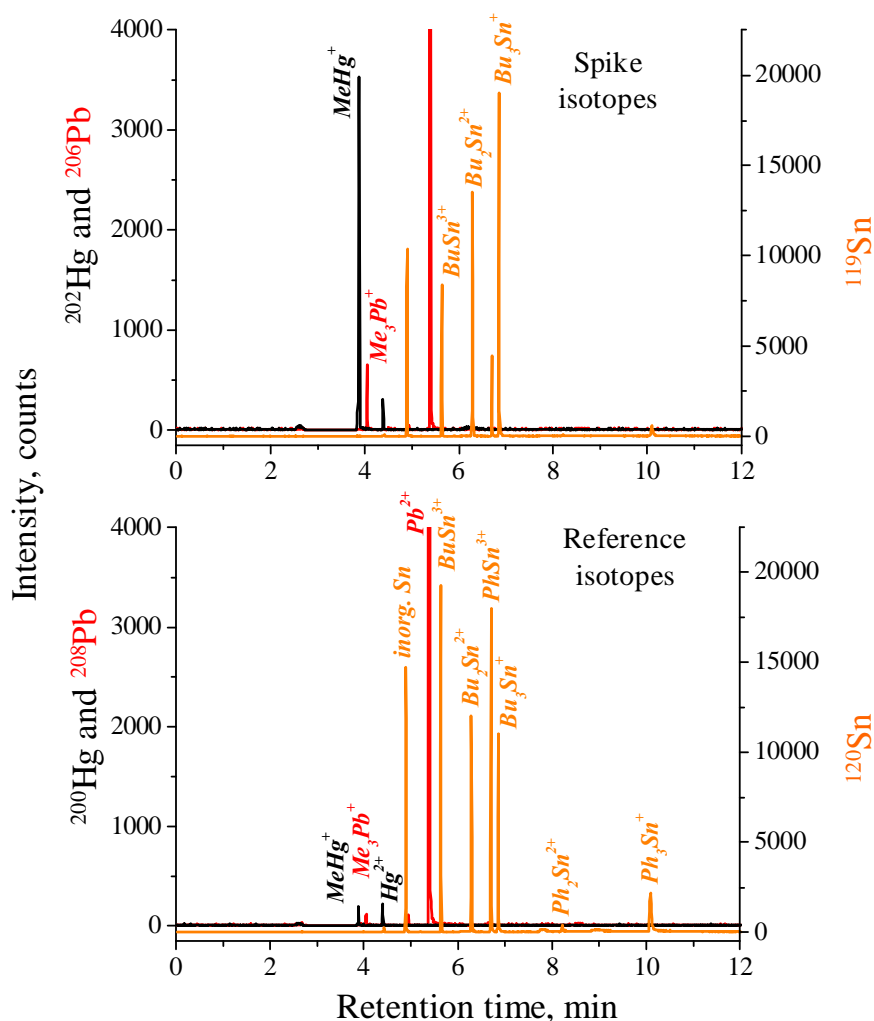 Spike
isotopes
MeHg⁺
Me₃Pb⁺
BuSn³⁺
Bu₂Sn²⁺
Bu₃Sn⁺
4000
3000
2000
1000
0
20000
15000
10000
5000
0
²⁰²Hg and ²⁰⁶Pb
¹¹⁹Sn
0 2 4 6 8 10 12
Intensity, counts
Reference
isotopes
MeHg⁺
Me₃Pb⁺
Hg²⁺
inorg. Sn
Pb²⁺
BuSn³⁺
Bu₂Sn²⁺
PhSn³⁺
Bu₃Sn⁺
Ph₂Sn²⁺
Ph₃Sn⁺
4000
3000
2000
1000
0
20000
15000
10000
5000
0
²⁰⁰Hg and ²⁰⁸Pb
¹²⁰Sn
0 2 4 6 8 10 12
Retention time, min